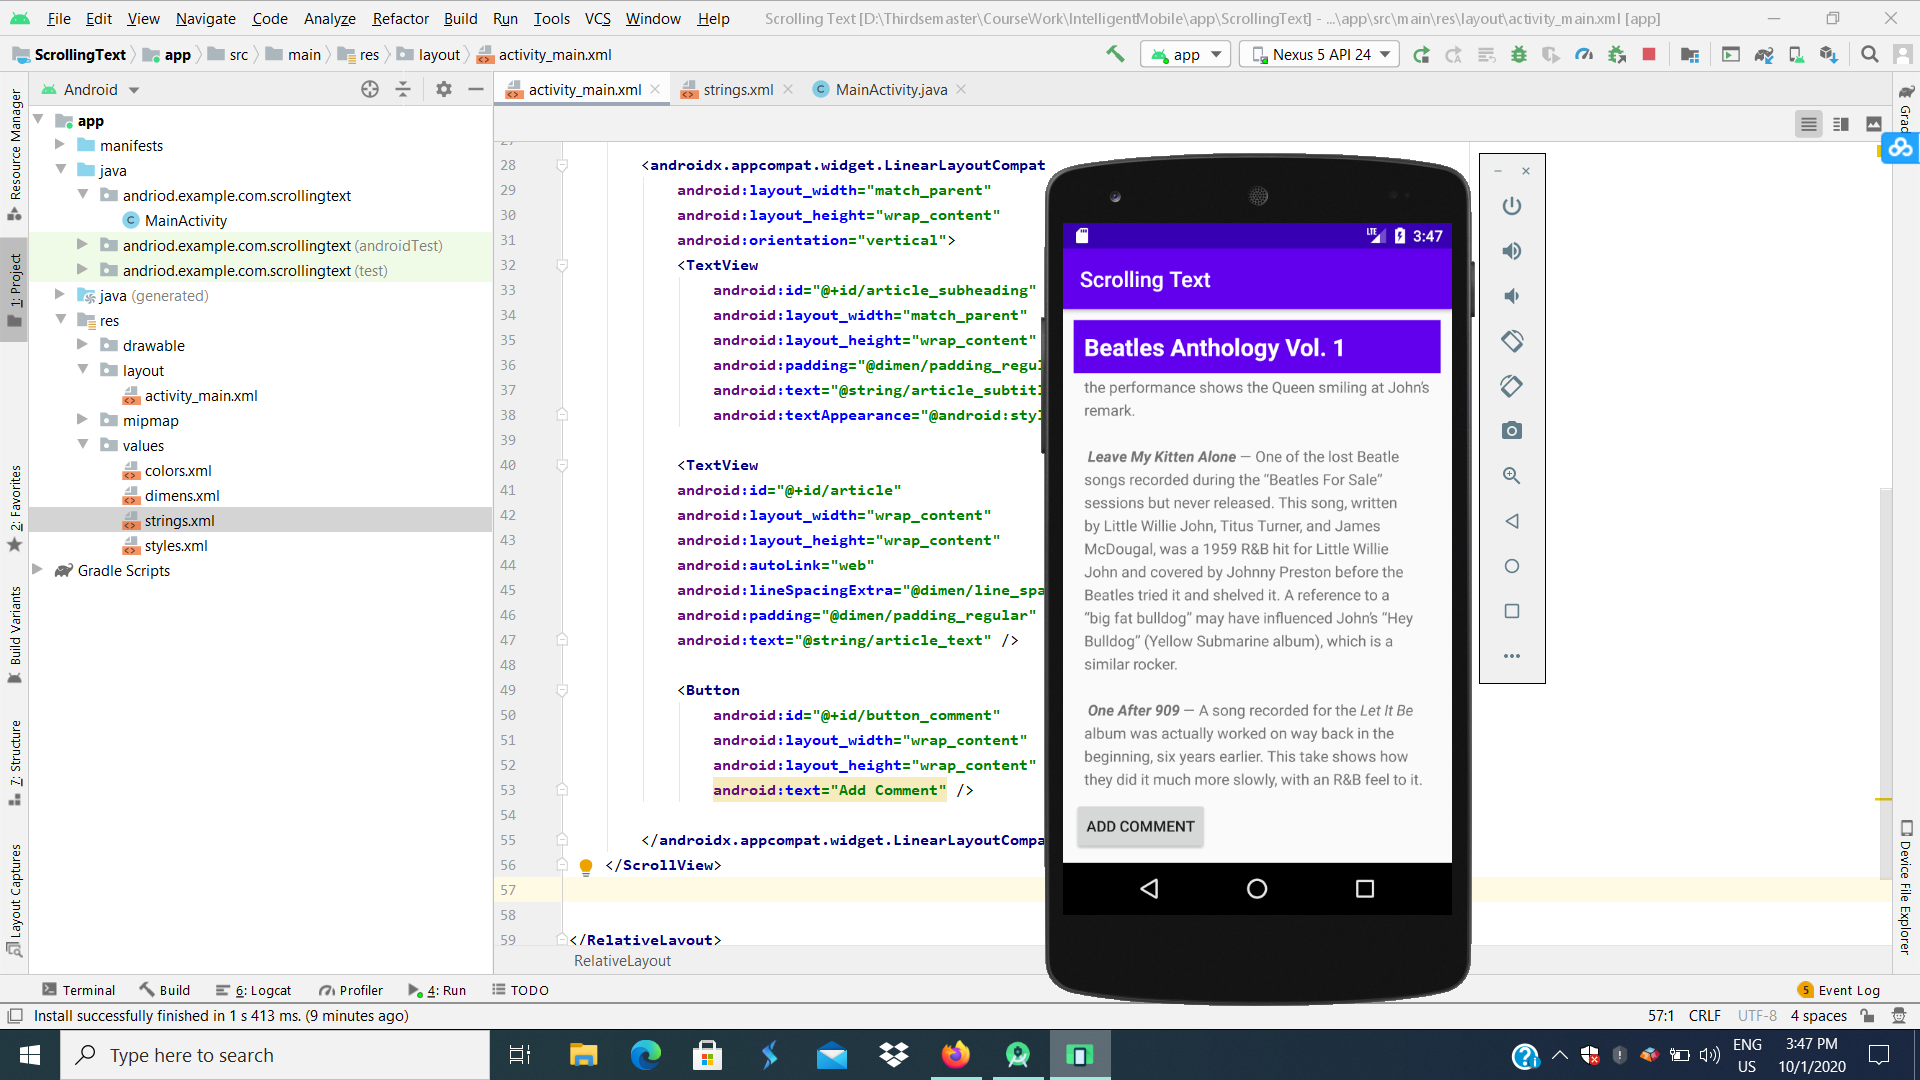 File Edit View Navigate Code Analyze Refactor Build Run Tools VCS Window Help Scrolling Text [D:\Thirdsemaster\CourseWork\IntelligentMobile\app\ScrollingText] - ...\app\src\main\res\layout\activity_main.xml [app]
ScrollingText app src main res layout activity_main.xml app Nexus 5 API 24
Android
activity_main.xml strings.xml MainActivity.java
Resource Manager
1: Project
2: Favorites
Build Variants
7: Structure
Layout Captures
app
manifests
java
andriod.example.com.scrollingtext
MainActivity
andriod.example.com.scrollingtext (androidTest)
andriod.example.com.scrollingtext (test)
java (generated)
res
drawable
layout
activity_main.xml
mipmap
values
colors.xml
dimens.xml
strings.xml
styles.xml
Gradle Scripts
27
28 <androidx.appcompat.widget.LinearLayoutCompat
29 android:layout_width="match_parent"
30 android:layout_height="wrap_content"
31 android:orientation="vertical">
32 <TextView
33 android:id="@+id/article_subheading"
34 android:layout_width="match_parent"
35 android:layout_height="wrap_content"
36 android:padding="@dimen/padding_regul
37 android:text="@string/article_subtitl
38 android:textAppearance="@android:styl
39
40 <TextView
41 android:id="@+id/article"
42 android:layout_width="wrap_content"
43 android:layout_height="wrap_content"
44 android:autoLink="web"
45 android:lineSpacingExtra="@dimen/line_spa
46 android:padding="@dimen/padding_regular"
47 android:text="@string/article_text" />
48
49 <Button
50 android:id="@+id/button_comment"
51 android:layout_width="wrap_content"
52 android:layout_height="wrap_content"
53 android:text="Add Comment" />
54
55 </androidx.appcompat.widget.LinearLayoutCompa
56 </ScrollView>
57
58
59 </RelativeLayout>
RelativeLayout
LTE 3:47
Scrolling Text
Beatles Anthology Vol. 1
the performance shows the Queen smiling at John's
remark.
Leave My Kitten Alone — One of the lost Beatle
songs recorded during the “Beatles For Sale”
sessions but never released. This song, written
by Little Willie John, Titus Turner, and James
McDougal, was a 1959 R&B hit for Little Willie
John and covered by Johnny Preston before the
Beatles tried it and shelved it. A reference to a
“big fat bulldog” may have influenced John's “Hey
Bulldog” (Yellow Submarine album), which is a
similar rocker.
One After 909 — A song recorded for the Let It Be
album was actually worked on way back in the
beginning, six years earlier. This take shows how
they did it much more slowly, with an R&B feel to it.
ADD COMMENT
Grad
Device File Explorer
Terminal Build 6: Logcat Profiler 4: Run TODO 5 Event Log
Install successfully finished in 1 s 413 ms. (9 minutes ago) 57:1 CRLF UTF-8 4 spaces
Type here to search
ENG
US
3:47 PM
10/1/2020